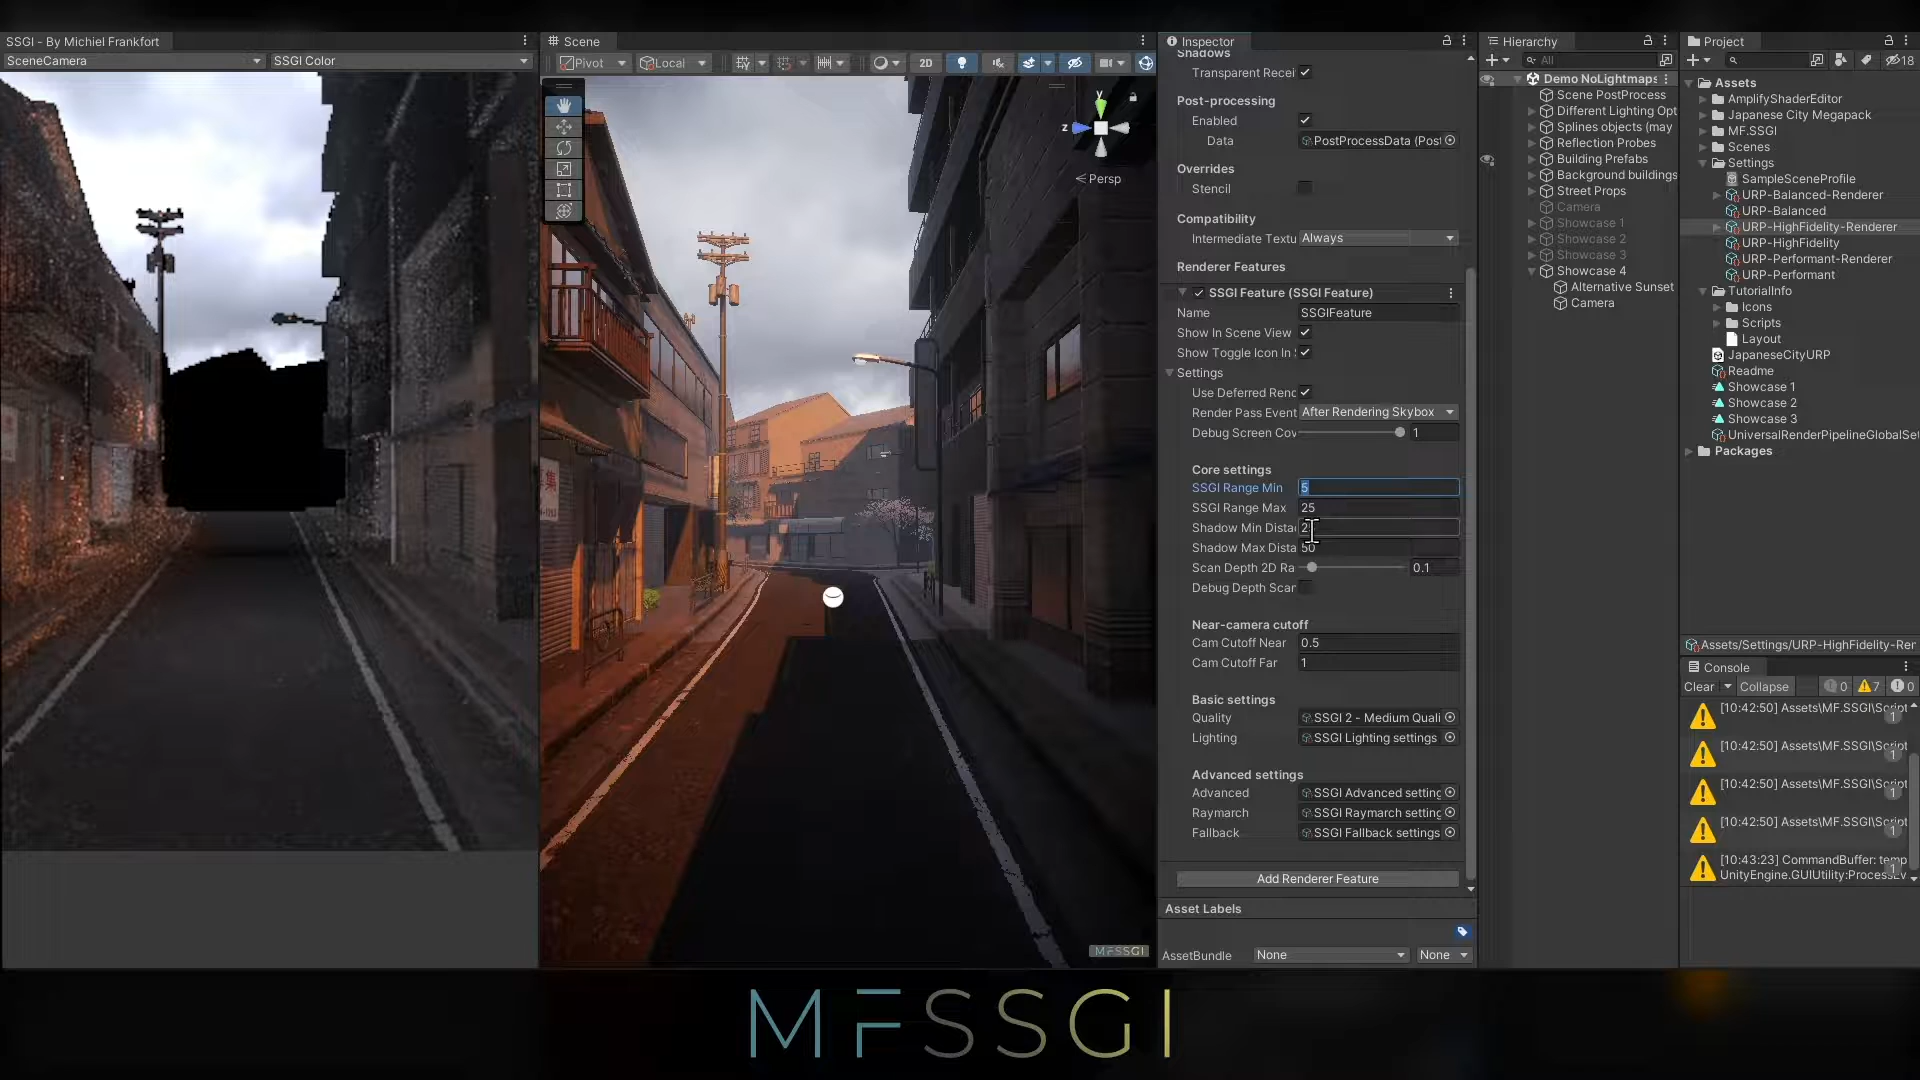 SSGI - By Michiel Frankfort
SceneCamera
SSGI Color
Scene
Pivot
Local
2D
Y
Z
Persp
MFSSGI
Inspector
Shadows
Transparent Recei
Post-processing
Enabled
Data
PostProcessData (Post
Overrides
Stencil
Compatibility
Intermediate Textu
Always
Renderer Features
SSGI Feature (SSGI Feature)
Name
SSGIFeature
Show In Scene View
Show Toggle Icon In
Settings
Use Deferred Renc
Render Pass Event
After Rendering Skybox
Debug Screen Cov
1
Core settings
SSGI Range Min
5
SSGI Range Max
25
Shadow Min Dista
Shadow Max Dista
50
Scan Depth 2D Ra
0.1
Debug Depth Scar
Near-camera cutoff
Cam Cutoff Near
0.5
Cam Cutoff Far
1
Basic settings
Quality
SSGI 2 - Medium Quali
Lighting
SSGI Lighting settings
Advanced settings
Advanced
SSGI Advanced setting
Raymarch
SSGI Raymarch setting
Fallback
SSGI Fallback settings
Add Renderer Feature
Asset Labels
AssetBundle
None
None
Hierarchy
All
Demo NoLightmaps
Scene PostProcess
Different Lighting Opt
Splines objects (may
Reflection Probes
Building Prefabs
Background buildings
Street Props
Camera
Showcase 1
Showcase 2
Showcase 3
Showcase 4
Alternative Sunset
Camera
Project
18
Assets
AmplifyShaderEditor
Japanese City Megapack
MF.SSGI
Scenes
Settings
SampleSceneProfile
URP-Balanced-Renderer
URP-Balanced
URP-HighFidelity-Renderer
URP-HighFidelity
URP-Performant-Renderer
URP-Performant
TutorialInfo
Icons
Scripts
Layout
JapaneseCityURP
Readme
Showcase 1
Showcase 2
Showcase 3
UniversalRenderPipelineGlobalSet
Packages
Assets/Settings/URP-HighFidelity-Rer
Console
Clear
Collapse
0
7
0
[10:42:50] Assets\MF.SSGI\Script
1
[10:42:50] Assets\MF.SSGI\Script
1
[10:42:50] Assets\MF.SSGI\Script
1
[10:42:50] Assets\MF.SSGI\Script
1
[10:43:23] CommandBuffer: temp
UnityEngine.GUIUtility:ProcessEv
1
MFSSGI